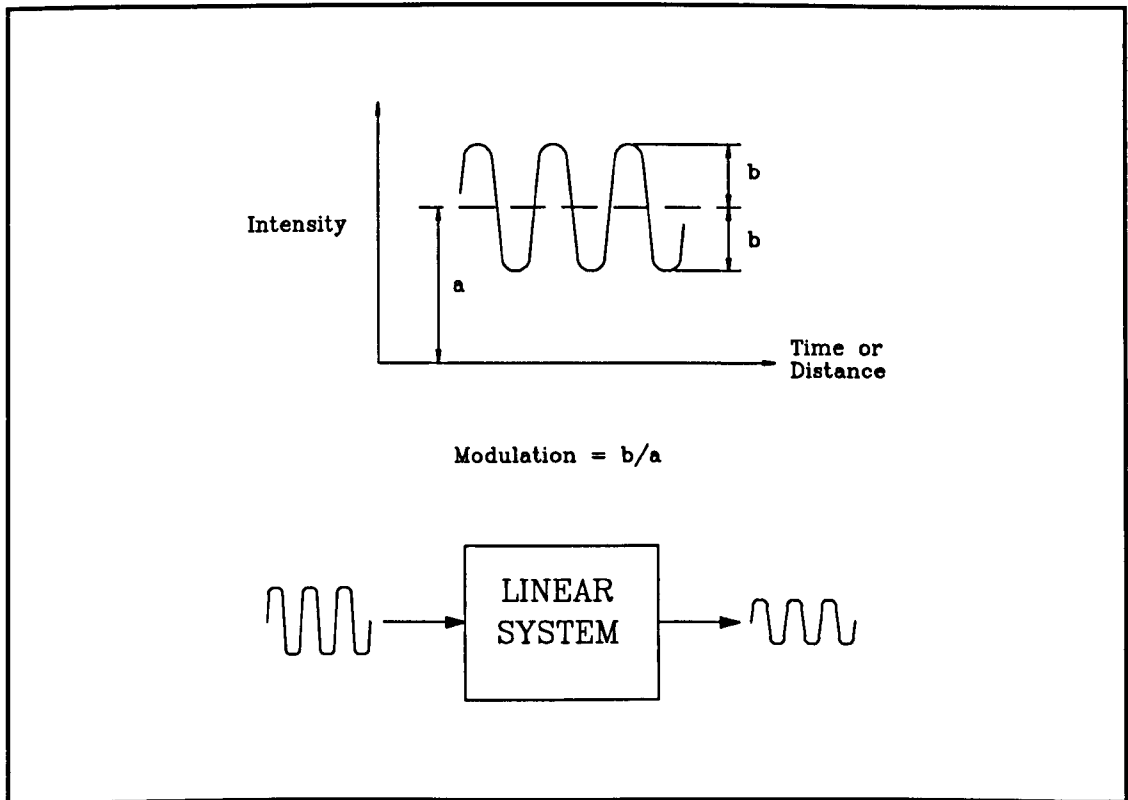 b
Intensity
b
a
Time or
Distance
Modulation = b/a
LINEAR
SYSTEM